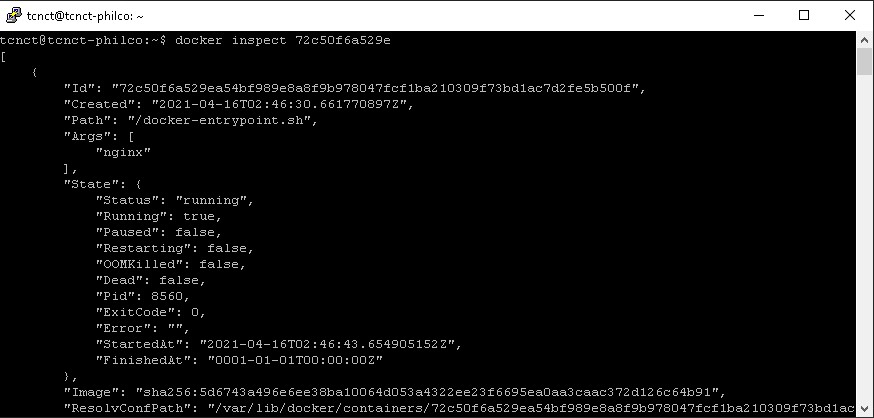 tcnct@tcnct-philco: ~
tcnct@tcnct-philco:~$ docker inspect 72c50f6a529e
[
    {
        "Id": "72c50f6a529ea54bf989e8a8f9b978047fcf1ba210309f73bd1ac7d2fe5b500f",
        "Created": "2021-04-16T02:46:30.661770897Z",
        "Path": "/docker-entrypoint.sh",
        "Args": [
            "nginx"
        ],
        "State": {
            "Status": "running",
            "Running": true,
            "Paused": false,
            "Restarting": false,
            "OOMKilled": false,
            "Dead": false,
            "Pid": 8560,
            "ExitCode": 0,
            "Error": "",
            "StartedAt": "2021-04-16T02:46:43.654905152Z",
            "FinishedAt": "0001-01-01T00:00:00Z"
        },
        "Image": "sha256:5d6743a496e6ee38ba10064d053a4322ee23f6695ea0aa3caac372d126c64b91",
        "ResolvConfPath": "/var/lib/docker/containers/72c50f6a529ea54bf989e8a8f9b978047fcf1ba210309f73bd1ac